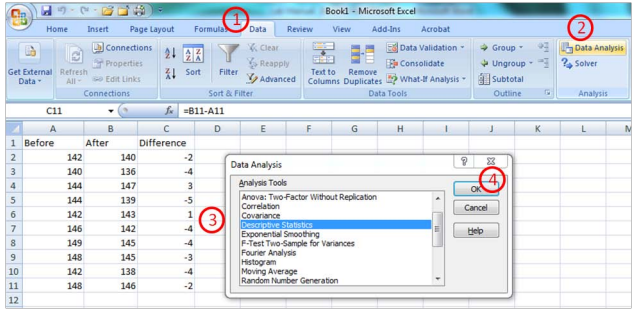 Book1 - Microsoft Excel
1
2
Home Insert Page Layout Formulas Data Review View Add-Ins Acrobat
Get External Data
Refresh All
Connections
Properties
Edit Links
Connections
Sort
Filter
Clear
Reapply
Advanced
Sort & Filter
Text to Columns
Remove Duplicates
Data Validation
Consolidate
What-If Analysis
Data Tools
Group
Ungroup
Subtotal
Outline
Data Analysis
Solver
Analysis
C11 fx =B11-A11
A B C D E F G H I J K L
1 Before After Difference
2 142 140 -2
3 140 136 -4
4 144 147 3
5 144 139 -5
6 142 143 1
7 146 142 -4
8 149 145 -4
9 148 145 -3
10 142 138 -4
11 148 146 -2
12
Data Analysis
Analysis Tools
Anova: Two-Factor Without Replication
Correlation
Covariance
Descriptive Statistics
Exponential Smoothing
F-Test Two-Sample for Variances
Fourier Analysis
Histogram
Moving Average
Random Number Generation
3
4
OK
Cancel
Help